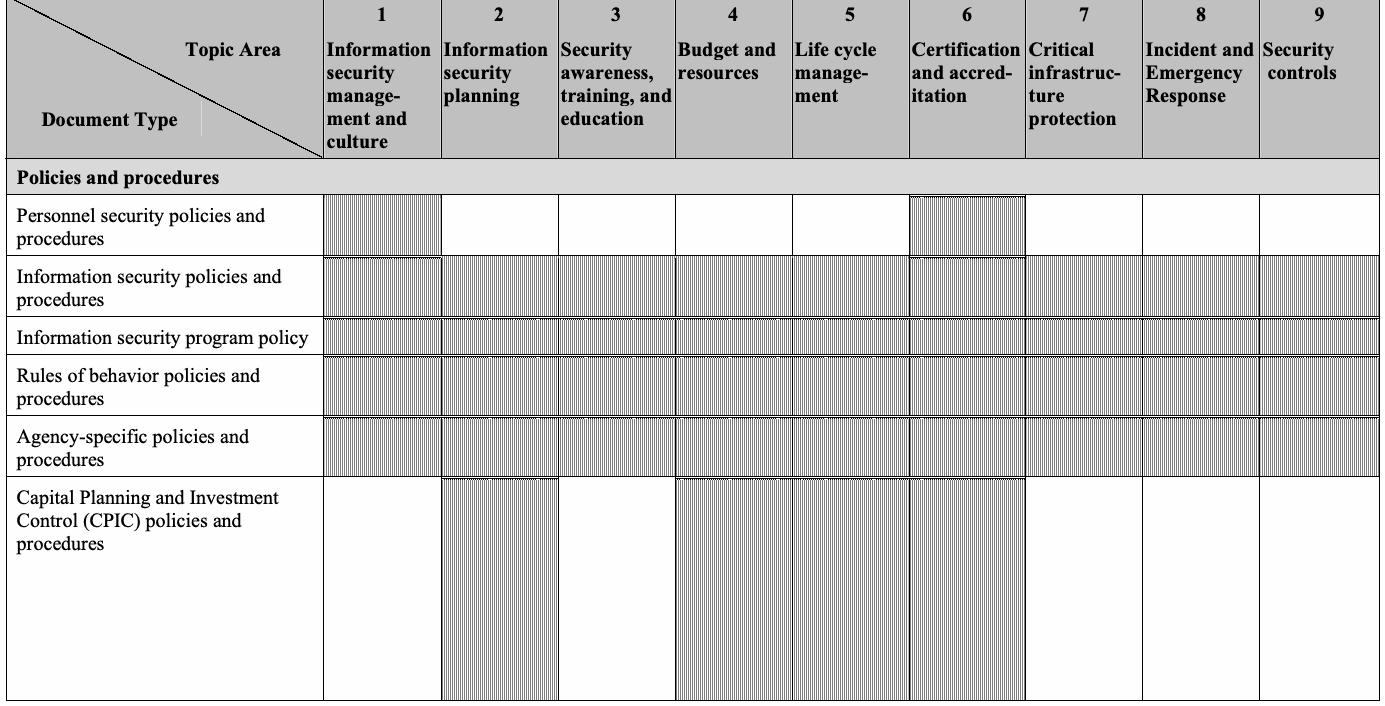 1 2 3 4 5 6 7 8 9
Topic Area
Document Type
Information
security
manage-
ment and
culture
Information
security
planning
Security
awareness,
training, and
education
Budget and
resources
Life cycle
manage-
ment
Certification
and accred-
itation
Critical
infrastruc-
ture
protection
Incident and
Emergency
Response
Security
controls
Policies and procedures
Personnel security policies and
procedures
Information security policies and
procedures
Information security program policy
Rules of behavior policies and
procedures
Agency-specific policies and
procedures
Capital Planning and Investment
Control (CPIC) policies and
procedures